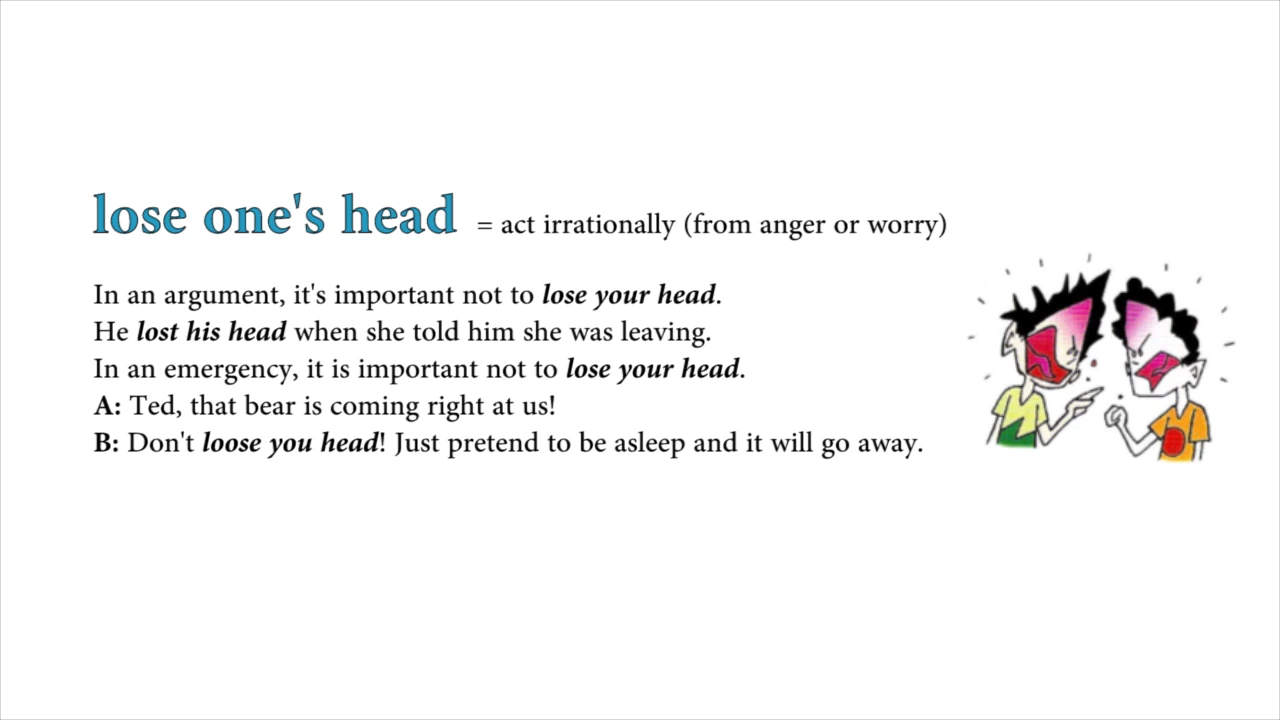 lose one's head = act irrationally (from anger or worry)
In an argument, it's important not to lose your head.
He lost his head when she told him she was leaving.
In an emergency, it is important not to lose your head.
A: Ted, that bear is coming right at us!
B: Don't loose you head! Just pretend to be asleep and it will go away.